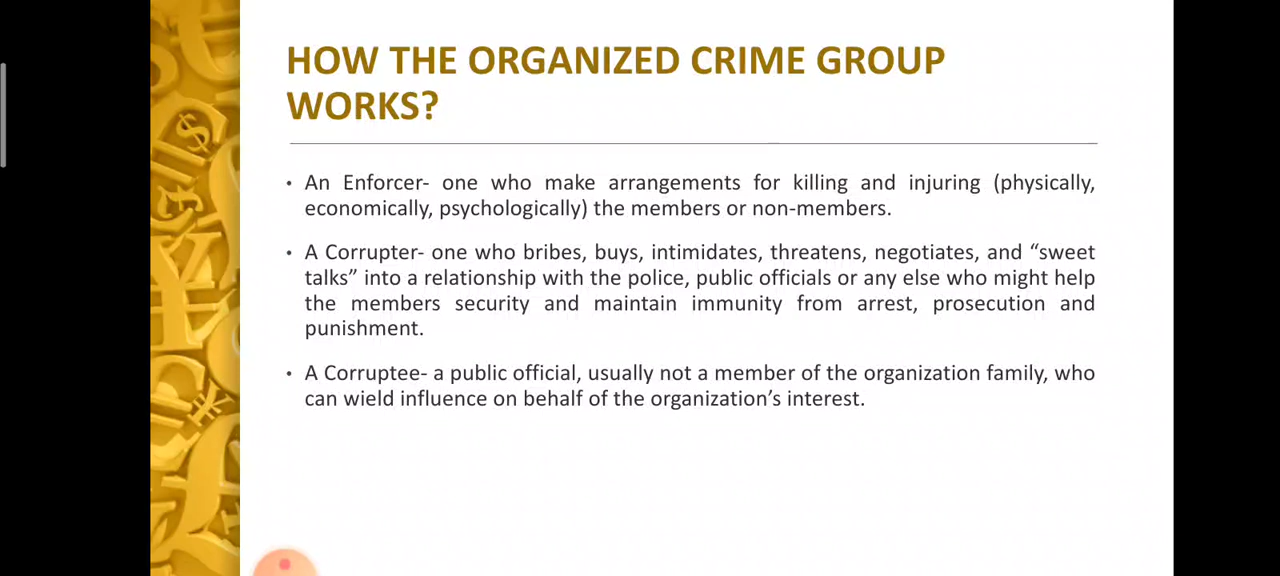 HOW THE ORGANIZED CRIME GROUP
WORKS?
• An Enforcer- one who make arrangements for killing and injuring (physically,
economically, psychologically) the members or non-members.
• A Corrupter- one who bribes, buys, intimidates, threatens, negotiates, and “sweet
talks” into a relationship with the police, public officials or any else who might help
the members security and maintain immunity from arrest, prosecution and
punishment.
• A Corruptee- a public official, usually not a member of the organization family, who
can wield influence on behalf of the organization’s interest.